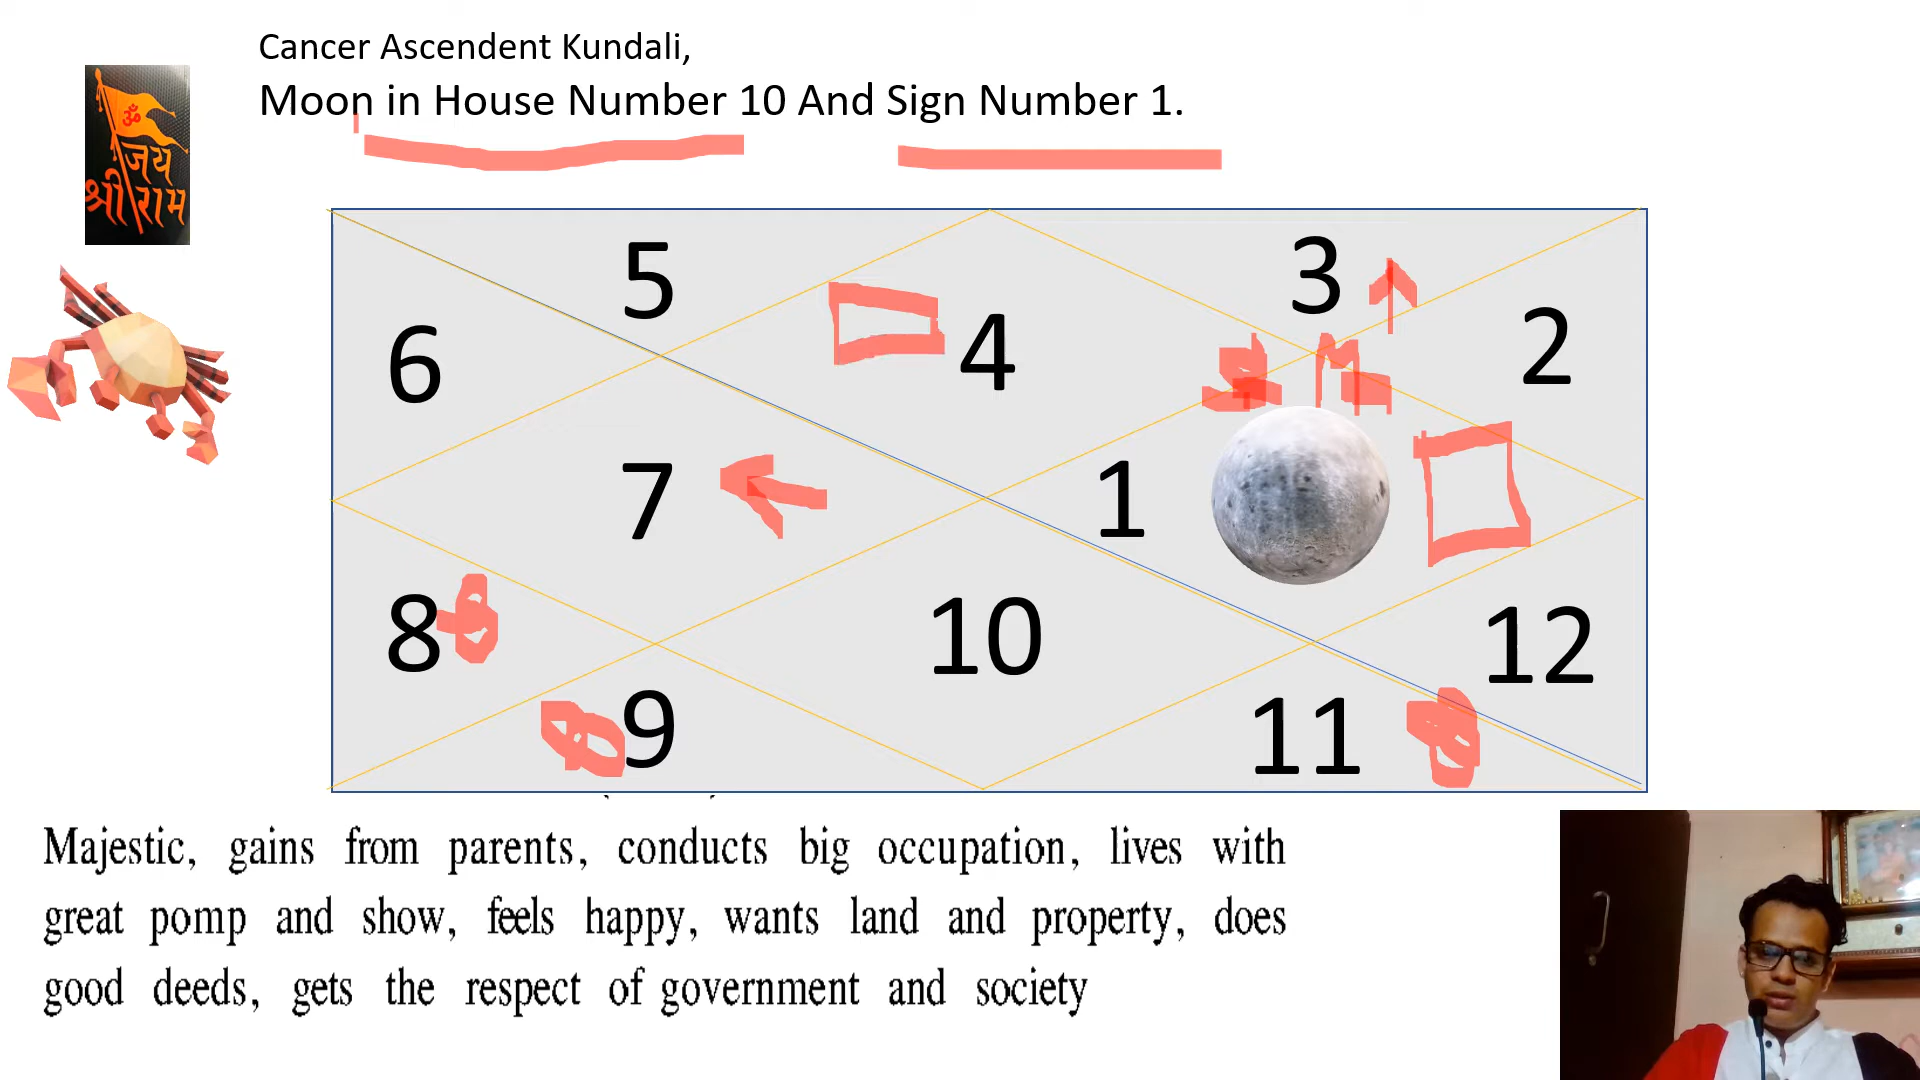 Cancer Ascendent Kundali,
Moon in House Number 10 And Sign Number 1.
ॐ
जय
श्री राम
5
3
6
4
2
7
1
8
10
12
9
11
Majestic, gains from parents, conducts big occupation, lives with
great pomp and show, feels happy, wants land and property, does
good deeds, gets the respect of government and society